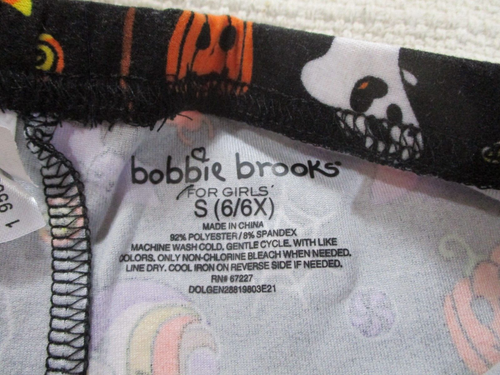 bobbie brooks
FOR GIRLS
S (6/6X)
MADE IN CHINA
92% POLYESTER/8% SPANDEX
MACHINE WASH COLD, GENTLE CYCLE, WITH LIKE
COLORS, ONLY NON-CHLORINE BLEACH WHEN NEEDED.
LINE DRY. COOL IRON ON REVERSE SIDE IF NEEDED.
RN# 67227
DOLGEN28819803E21